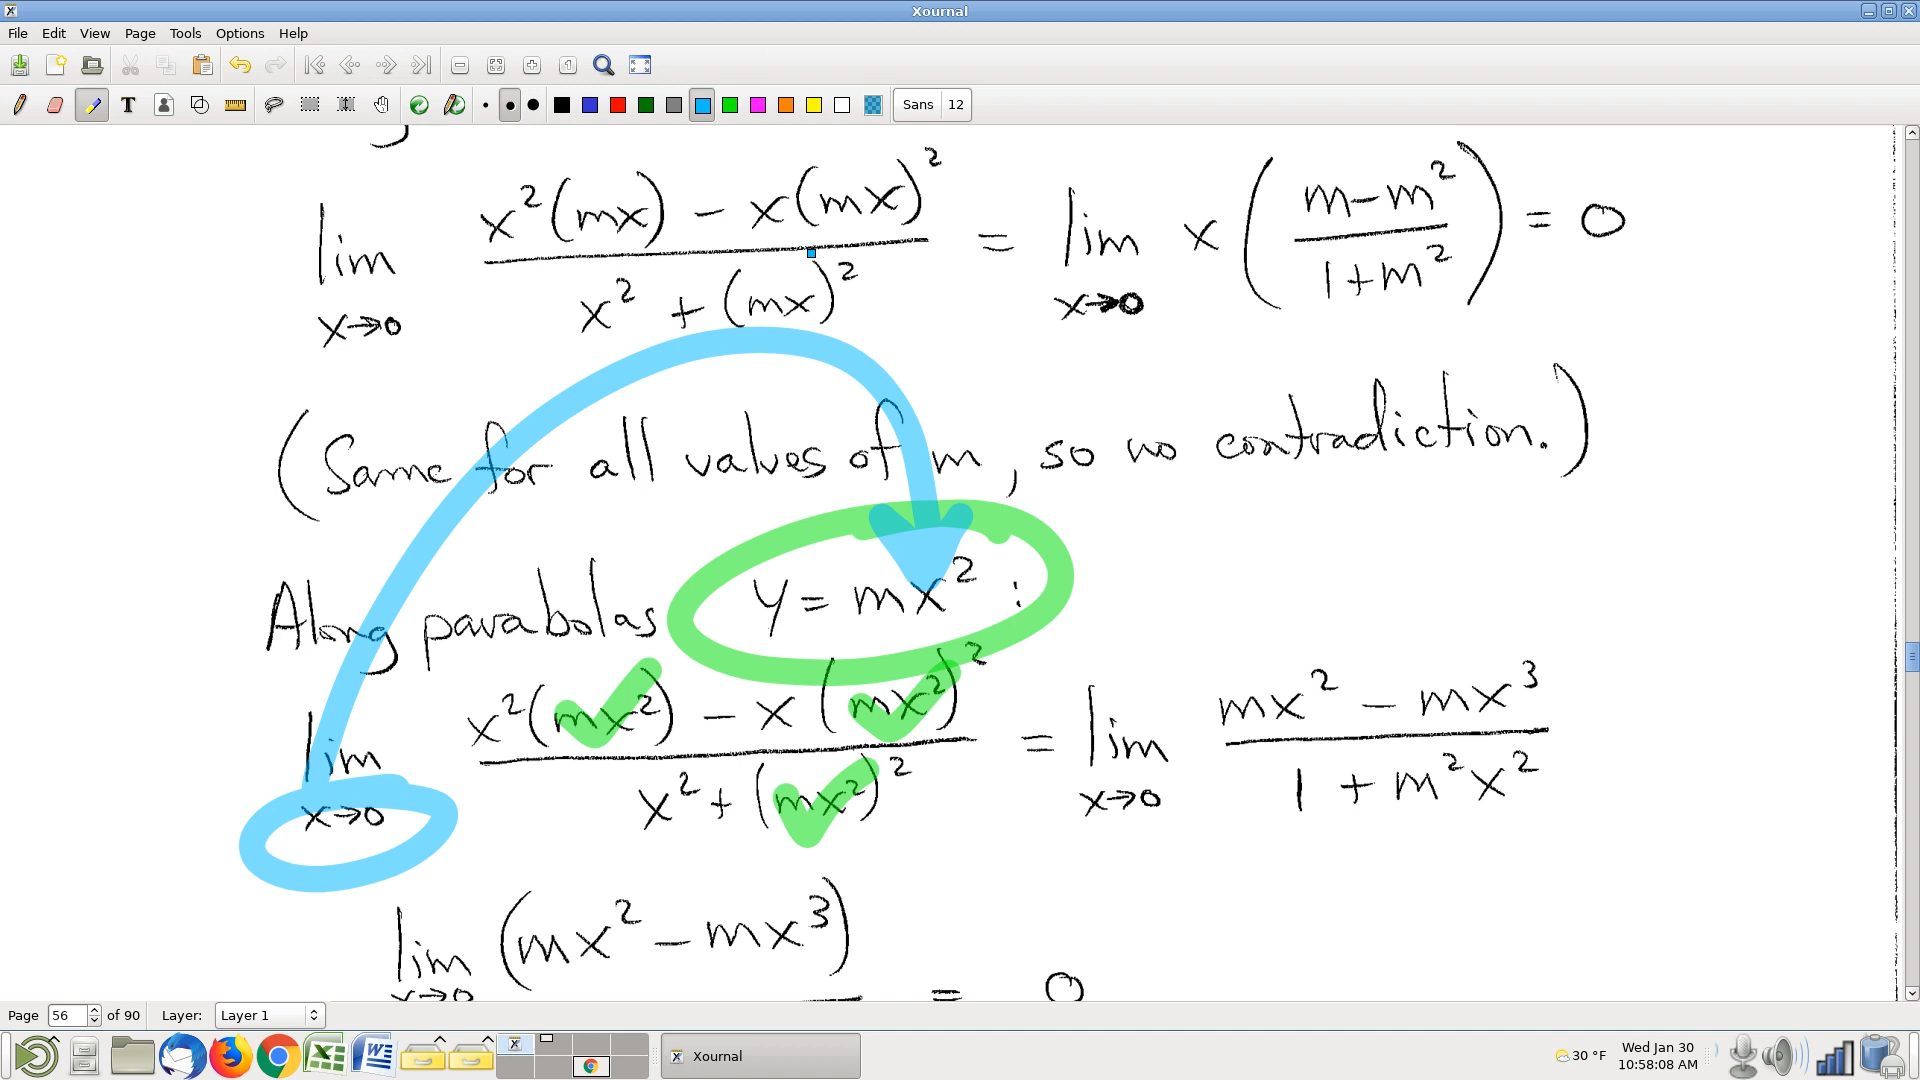 Xournal
File Edit View Page Tools Options Help
Sans 12
lim x→0 (x²(mx) − x(mx)²)/(x² + (mx)²) = lim x→0 x((m−m²)/(1+m²)) = 0
(Same for all values of m, so no contradiction.)
Along parabolas y = mx² :
lim x→0 (x²(mx²) − x(mx²)²)/(x² + (mx²)²) = lim x→0 (mx² − mx³)/(1 + m²x²)
lim x→0 (mx² − mx³) = 0
Page 56 of 90 Layer: Layer 1
Xournal
30 °F
Wed Jan 30
10:58:08 AM